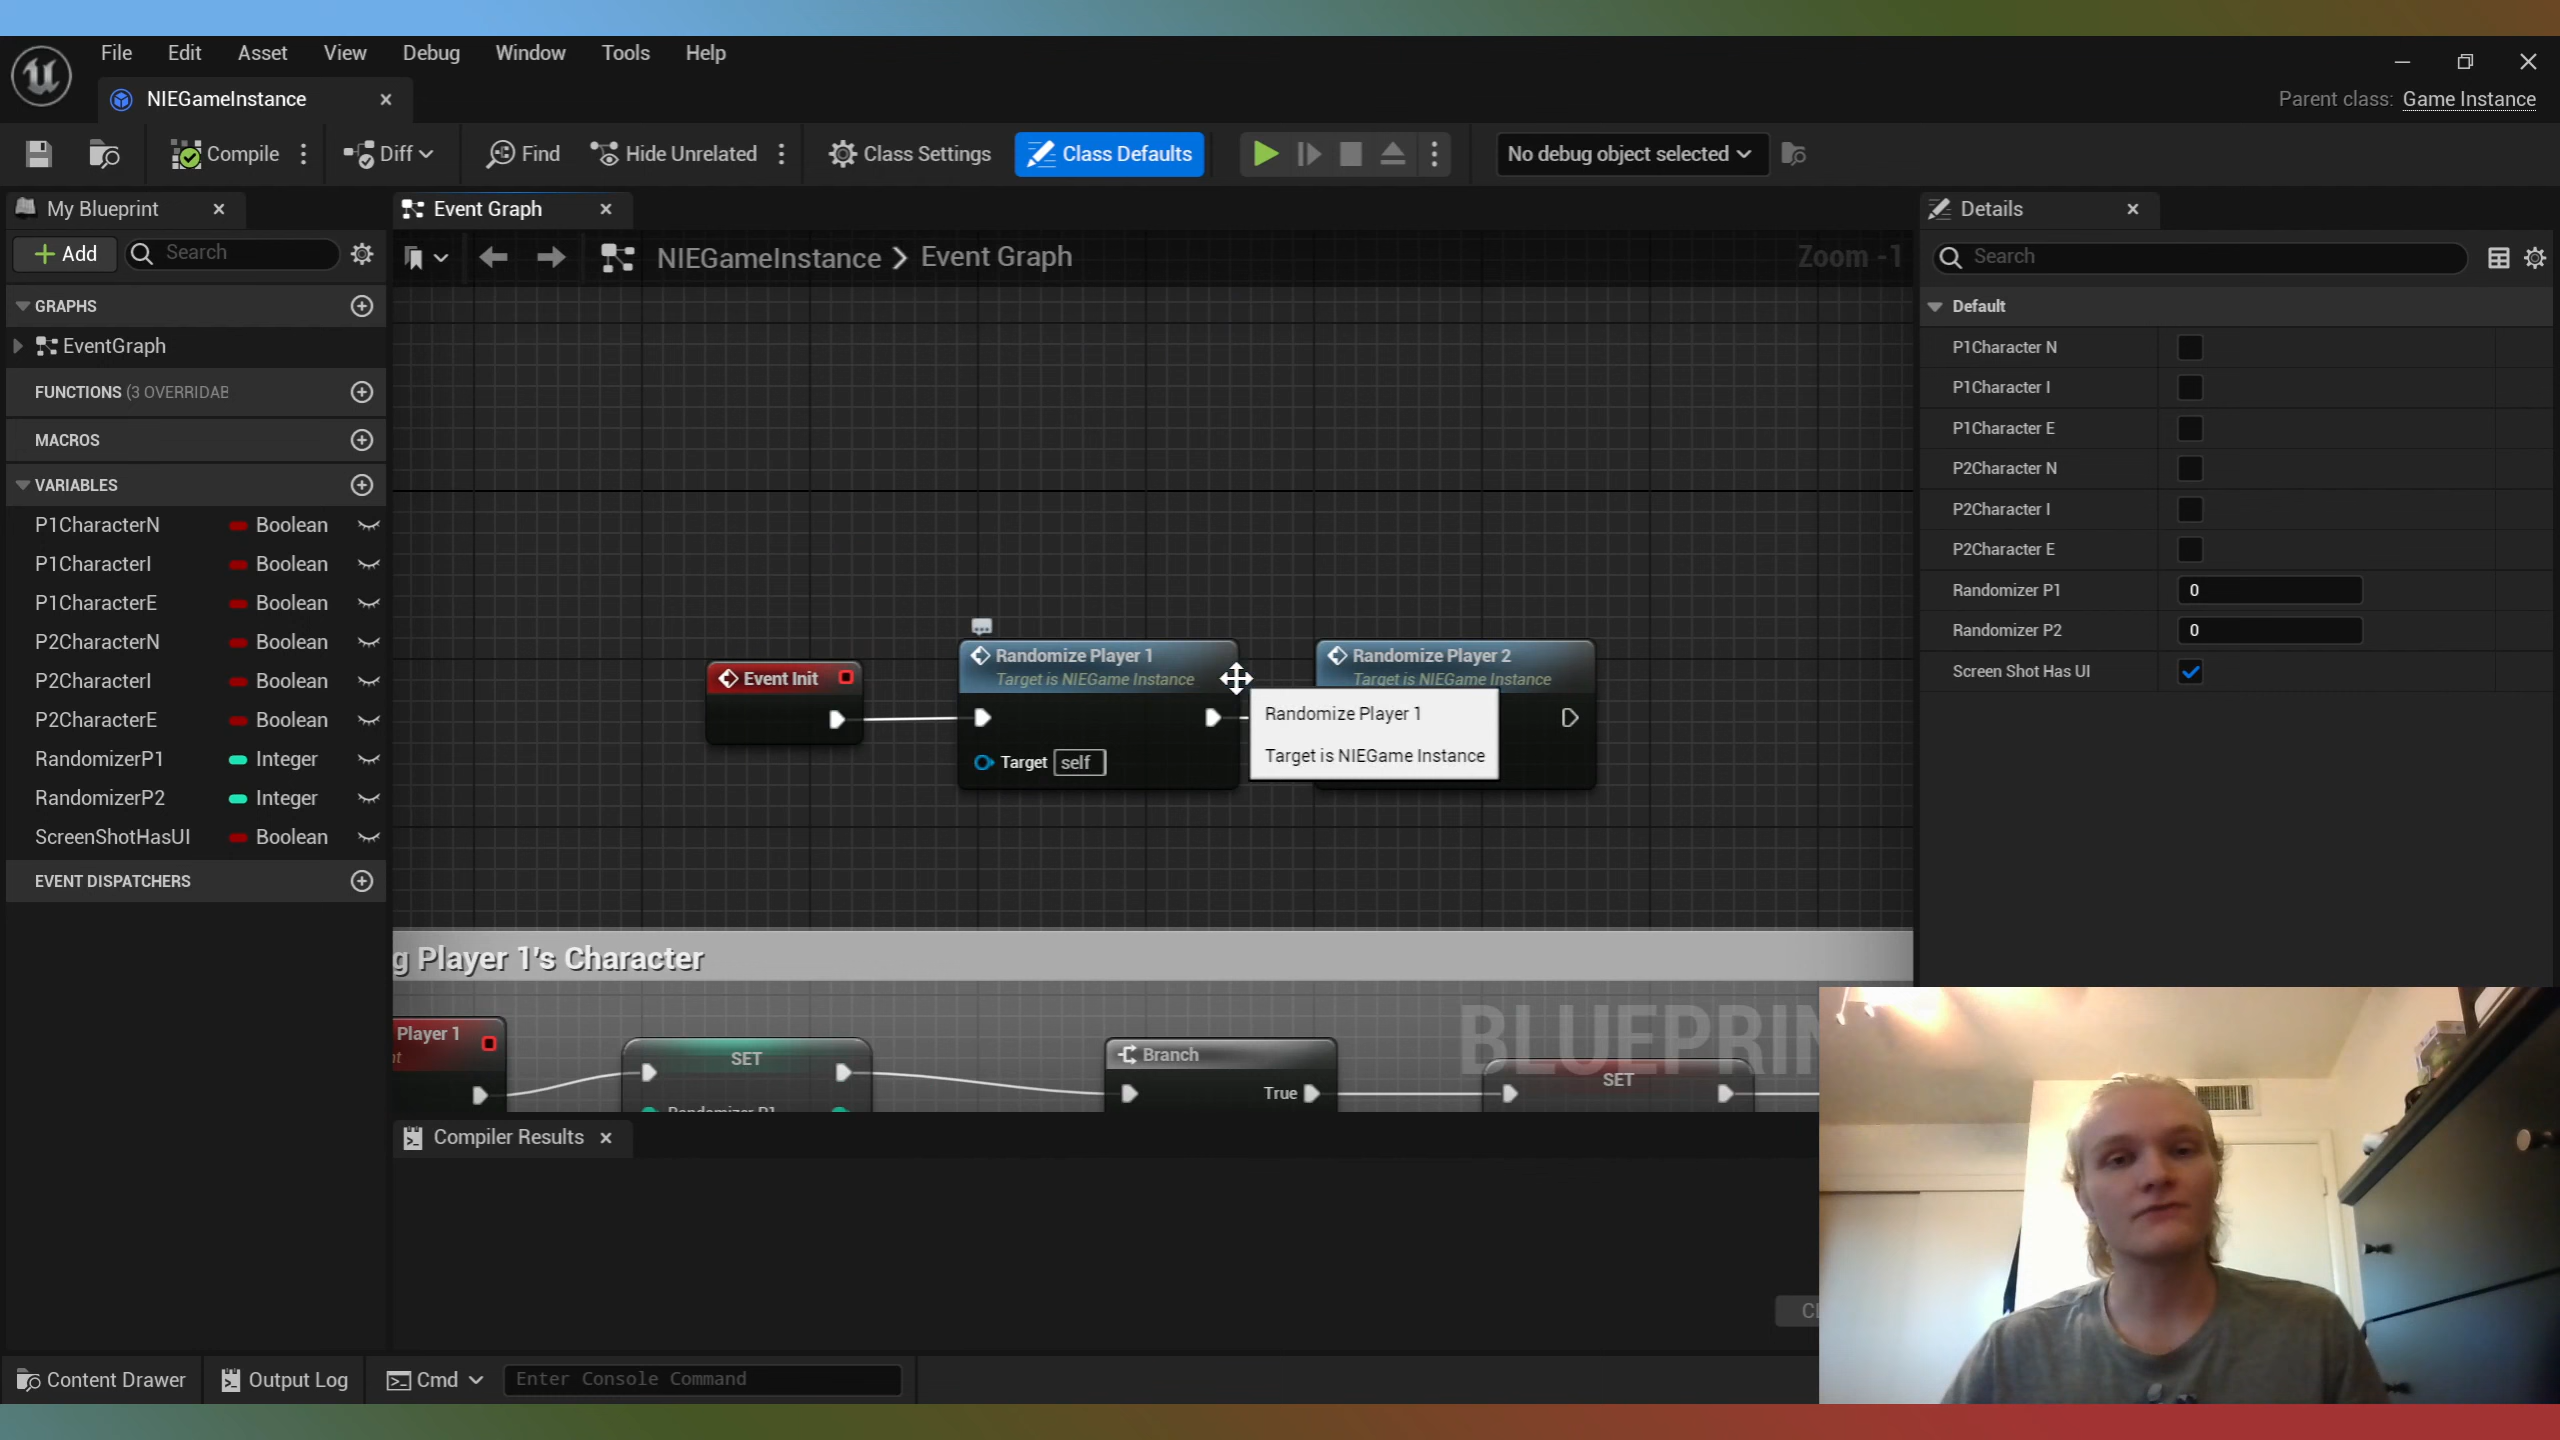 File Edit Asset View Debug Window Tools Help
NIEGameInstance
Parent class: Game Instance
Compile Diff Find Hide Unrelated Class Settings Class Defaults No debug object selected
My Blueprint
Event Graph
Details
Add Search
NIEGameInstance > Event Graph
Zoom -1
Search
GRAPHS
EventGraph
FUNCTIONS (3 OVERRIDAB
MACROS
VARIABLES
P1CharacterN Boolean
P1CharacterI Boolean
P1CharacterE Boolean
P2CharacterN Boolean
P2CharacterI Boolean
P2CharacterE Boolean
RandomizerP1 Integer
RandomizerP2 Integer
ScreenShotHasUI Boolean
EVENT DISPATCHERS
Event Init
Randomize Player 1
Target is NIEGame Instance
Target self
Randomize Player 2
Target is NIEGame Instance
Randomize Player 1
Target is NIEGame Instance
g Player 1's Character
Player 1
SET
Randomizer P1
Branch
True
SET
BLUEPRIN
Default
P1Character N
P1Character I
P1Character E
P2Character N
P2Character I
P2Character E
Randomizer P1 0
Randomizer P2 0
Screen Shot Has UI
Compiler Results
Content Drawer Output Log Cmd Enter Console Command